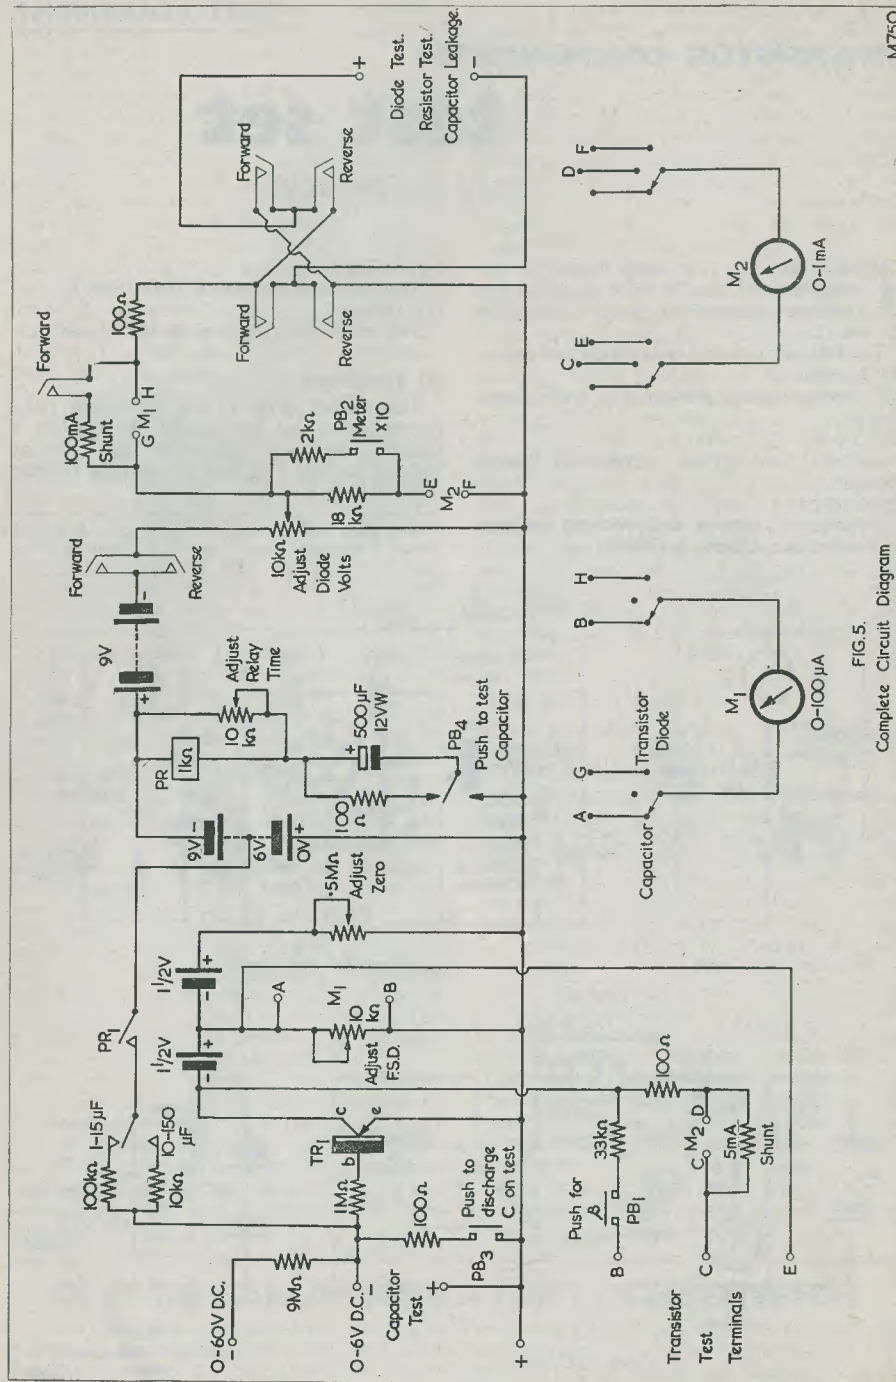 0-60V D.C.
−
9MΩ
0-6V D.C.
−
Capacitor
Test
+
+
100kΩ
1-15µF
10kΩ
10-150
µF
PR1
1MΩ
b
TR1
c
e
100Ω
Push to
discharge
C on test
PB3
1 1/2V
− +
1 1/2V
− +
A
M1
10
kΩ
Adjust
F.S.D.
B
·5MΩ
Adjust
Zero
9V −
6V
0V +
PR
1kΩ
10
kΩ
Adjust
Relay
Time
100
Ω
+
500µF
12VW
PB4
Push to test
Capacitor
9V
+ −
Forward
Reverse
10kΩ
Adjust
Diode
Volts
18
kΩ
2kΩ
PB2
Meter
X10
E
M2
F
100mA
Shunt
Forward
G M1 H
100Ω
Forward
Reverse
Forward
Reverse
+
Diode Test.
Resistor Test.
Capacitor Leakage.
−
Transistor
Test
Terminals
B
C
E
Push for
β
PB1
33kΩ
100Ω
C M2 D
5mA
Shunt
A
G
Capacitor
Transistor
Diode
B
H
M1
0-100µA
C
E
D
F
M2
0-1mA
FIG.5.
Complete Circuit Diagram
M750